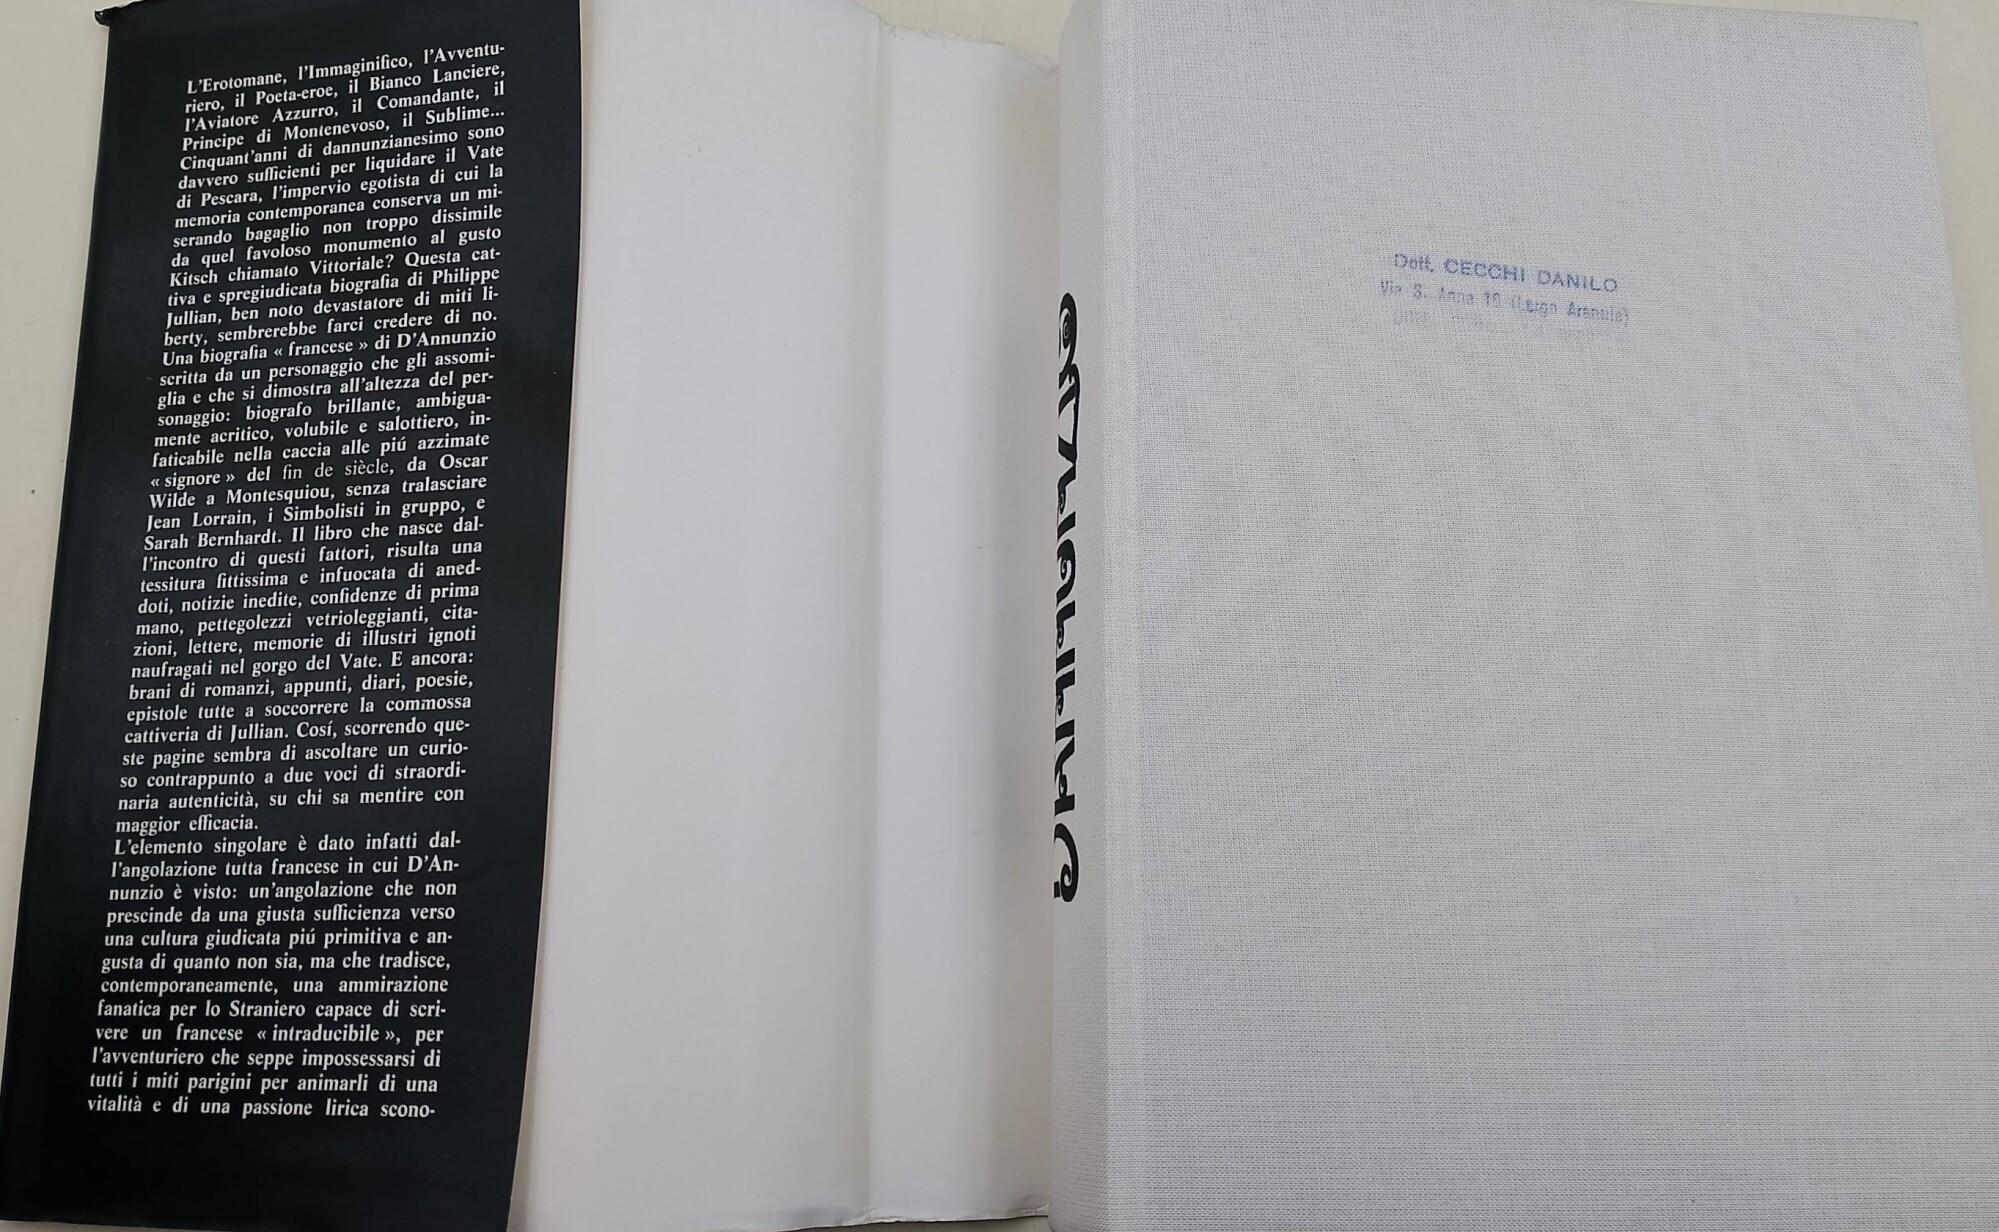 L'Erotomane, l'Immaginifico, l'Avventu-
riero, il Poeta-eroe, il Bianco Lanciere,
l'Aviatore Azzurro, il Comandante, il
Principe di Montenevoso, il Sublime...
Cinquant'anni di dannunzianesimo sono
davvero sufficienti per liquidare il Vate
di Pescara, l'impervio egotista di cui la
memoria contemporanea conserva un mi-
serando bagaglio non troppo dissimile
da quel favoloso monumento al gusto
Kitsch chiamato Vittoriale? Questa cat-
tiva e spregiudicata biografia di Philippe
Jullian, ben noto devastatore di miti li-
berty, sembrerebbe farci credere di no.
Una biografia « francese » di D'Annunzio
scritta da un personaggio che gli assomi-
glia e che si dimostra all'altezza del per-
sonaggio: biografo brillante, ambigua-
mente acritico, volubile e salottiero, in-
faticabile nella caccia alle piú azzimate
« signore » del fin de siècle, da Oscar
Wilde a Montesquiou, senza tralasciare
Jean Lorrain, i Simbolisti in gruppo, e
Sarah Bernhardt. Il libro che nasce dal-
l'incontro di questi fattori, risulta una
tessitura fittissima e infuocata di aned-
doti, notizie inedite, confidenze di prima
mano, pettegolezzi vetrioleggianti, cita-
zioni, lettere, memorie di illustri ignoti
naufragati nel gorgo del Vate. E ancora:
brani di romanzi, appunti, diari, poesie,
epistole tutte a soccorrere la commossa
cattiveria di Jullian. Cosí, scorrendo que-
ste pagine sembra di ascoltare un curio-
so contrappunto a due voci di straordi-
naria autenticità, su chi sa mentire con
maggior efficacia.
L'elemento singolare è dato infatti dal-
l'angolazione tutta francese in cui D'An-
nunzio è visto: un'angolazione che non
prescinde da una giusta sufficienza verso
una cultura giudicata piú primitiva e an-
gusta di quanto non sia, ma che tradisce,
contemporaneamente, una ammirazione
fanatica per lo Straniero capace di scri-
vere un francese « intraducibile », per
l'avventuriero che seppe impossessarsi di
tutti i miti parigini per animarli di una
vitalità e di una passione lirica scono-
Dott. CECCHI DANILO
Via S. Anna (Largo